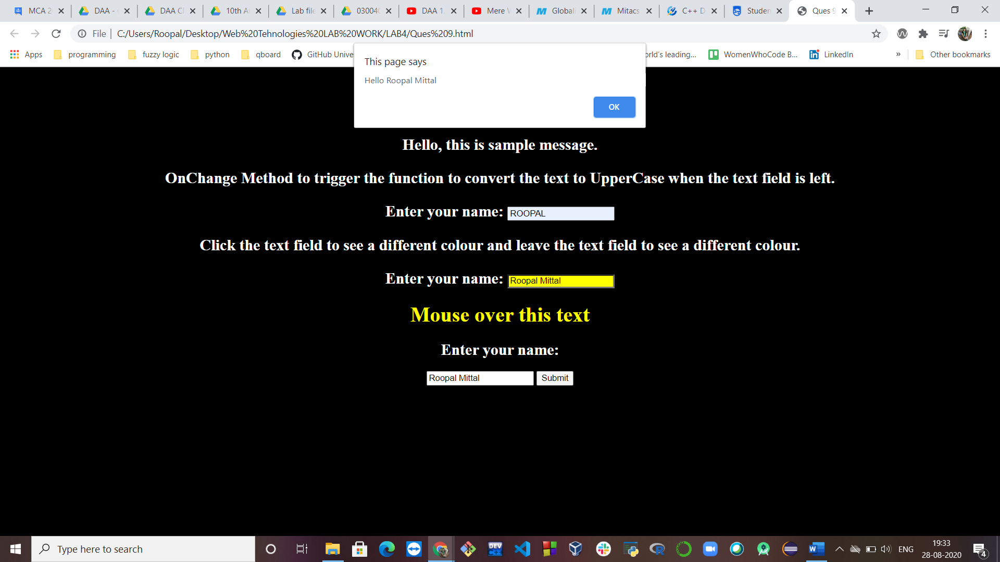 MCA 2
DAA -
DAA C
10th A
Lab file
03004
DAA 1.
Mere
Globali
Mitacs
C++ D
Studen
Ques 9
File
C:/Users/Roopal/Desktop/Web%20Tehnologies%20LAB%20WORK/LAB4/Ques%209.html
Apps
programming
fuzzy logic
python
qboard
GitHub Unive
orld's leading...
WomenWhoCode B...
LinkedIn
»
Other bookmarks
This page says
Hello Roopal Mittal
OK
Hello, this is sample message.
OnChange Method to trigger the function to convert the text to UpperCase when the text field is left.
Enter your name: ROOPAL
Click the text field to see a different colour and leave the text field to see a different colour.
Enter your name: Roopal Mittal
Mouse over this text
Enter your name:
Roopal Mittal Submit
Type here to search
DEV
ENG
19:33
28-08-2020
4